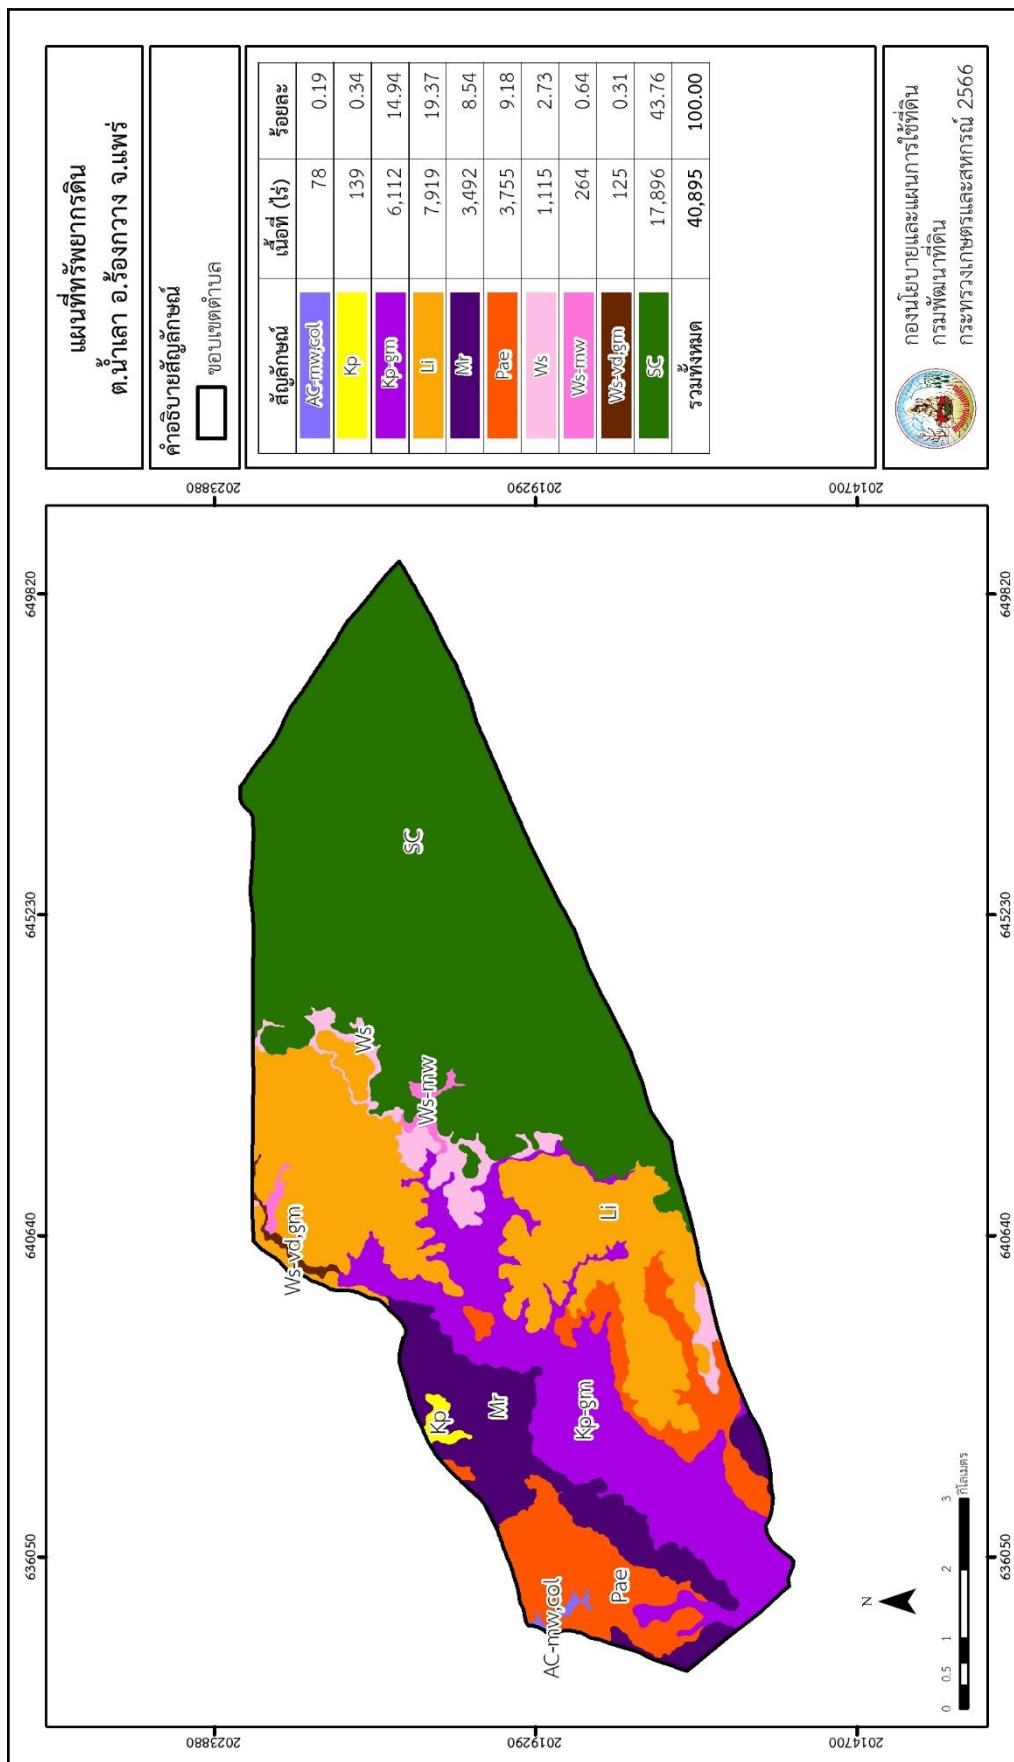 แผนที่ทรัพยากรดิน
ต.น้ำเลา อ.ร้องกวาง จ.แพร่
คำอธิบายสัญลักษณ์
ขอบเขตตำบล
สัญลักษณ์ เนื้อที่ (ไร่) ร้อยละ
AC-mw,col 78 0.19
Kp 139 0.34
Kp-gm 6,112 14.94
Li 7,919 19.37
Mr 3,492 8.54
Pae 3,755 9.18
Ws 1,115 2.73
Ws-mw 264 0.64
Ws-vd,gm 125 0.31
SC 17,896 43.76
รวมทั้งหมด 40,895 100.00
กองนโยบายและแผนการใช้ที่ดิน
กรมพัฒนาที่ดิน
กระทรวงเกษตรและสหกรณ์ 2566
636050 640640 645230 649820
2023880
2019290
2014700
2023880
2019290
2014700
636050 640640 645230 649820
Ws-vd,gm
Ws
SC
Ws-mw
Kp
Mr
Li
Kp-gm
AC-mw,col
Pae
N
0 0.5 1 2 3
กิโลเมตร